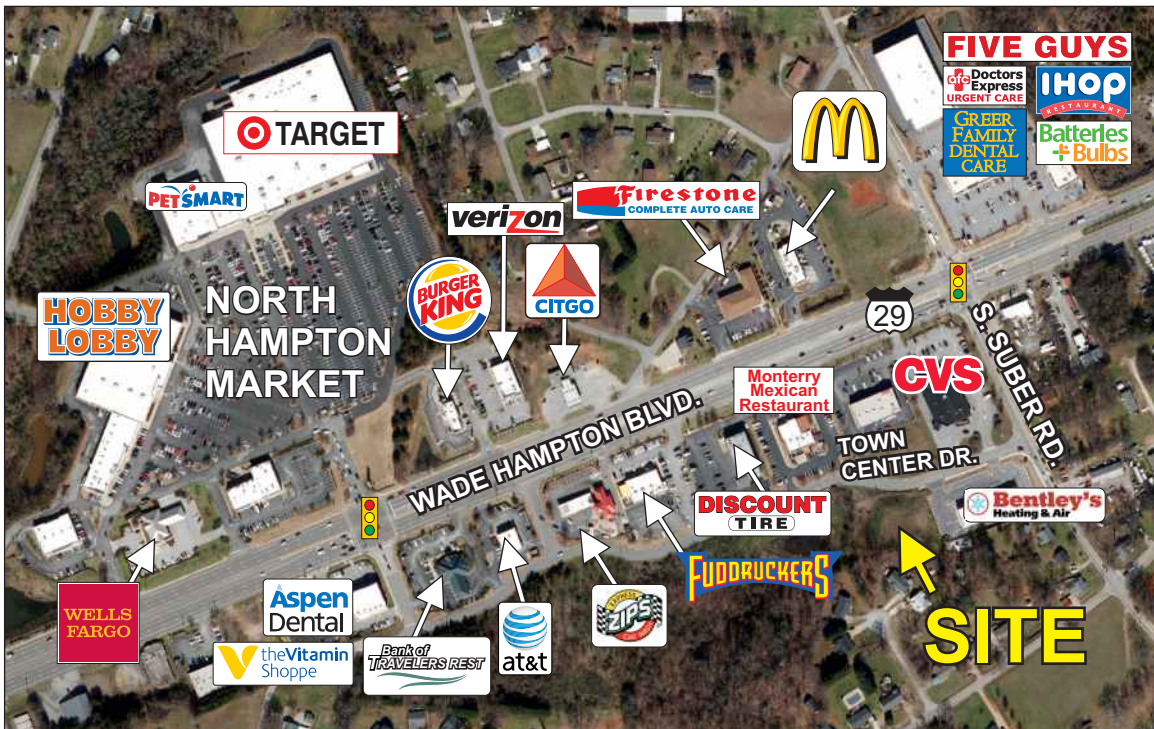 FIVE GUYS
afc Doctors
Express
URGENT CARE
IHOP
RESTAURANT
GREER
FAMILY
DENTAL
CARE
Batteries
+ Bulbs
TARGET
PETSMART
verizon
Firestone
COMPLETE AUTO CARE
BURGER
KING
CITGO
HOBBY
LOBBY
NORTH
HAMPTON
MARKET
29
S. SUBER RD.
CVS
Monterry
Mexican
Restaurant
WADE HAMPTON BLVD.
TOWN
CENTER DR.
DISCOUNT
TIRE
Bentley's
Heating & Air
FUDDRUCKERS
SITE
WELLS
FARGO
Aspen
Dental
theVitamin
Shoppe
Bank of
TRAVELERS REST
at&t
EXPRESS
ZIPS